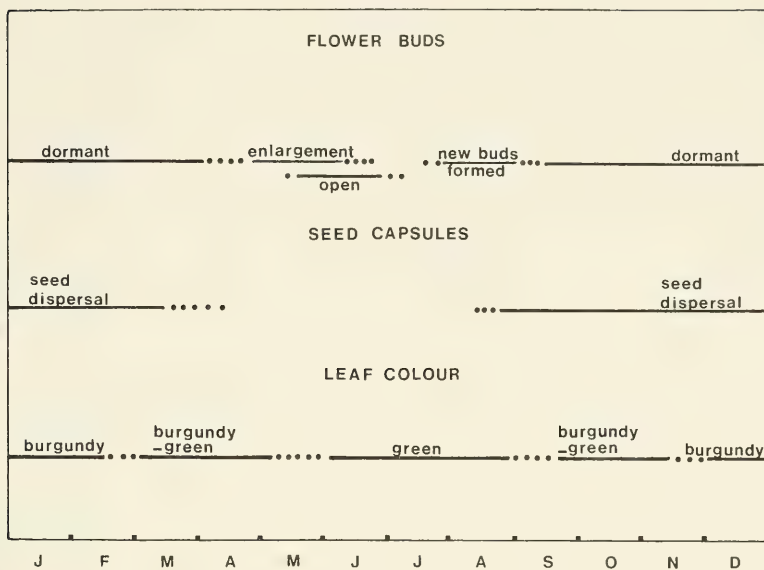 FLOWER BUDS
dormant
enlargement
new buds
formed
dormant
open
SEED CAPSULES
seed
dispersal
seed
dispersal
LEAF COLOUR
burgundy
burgundy
-green
green
burgundy
-green
burgundy
J F M A M J J A S O N D